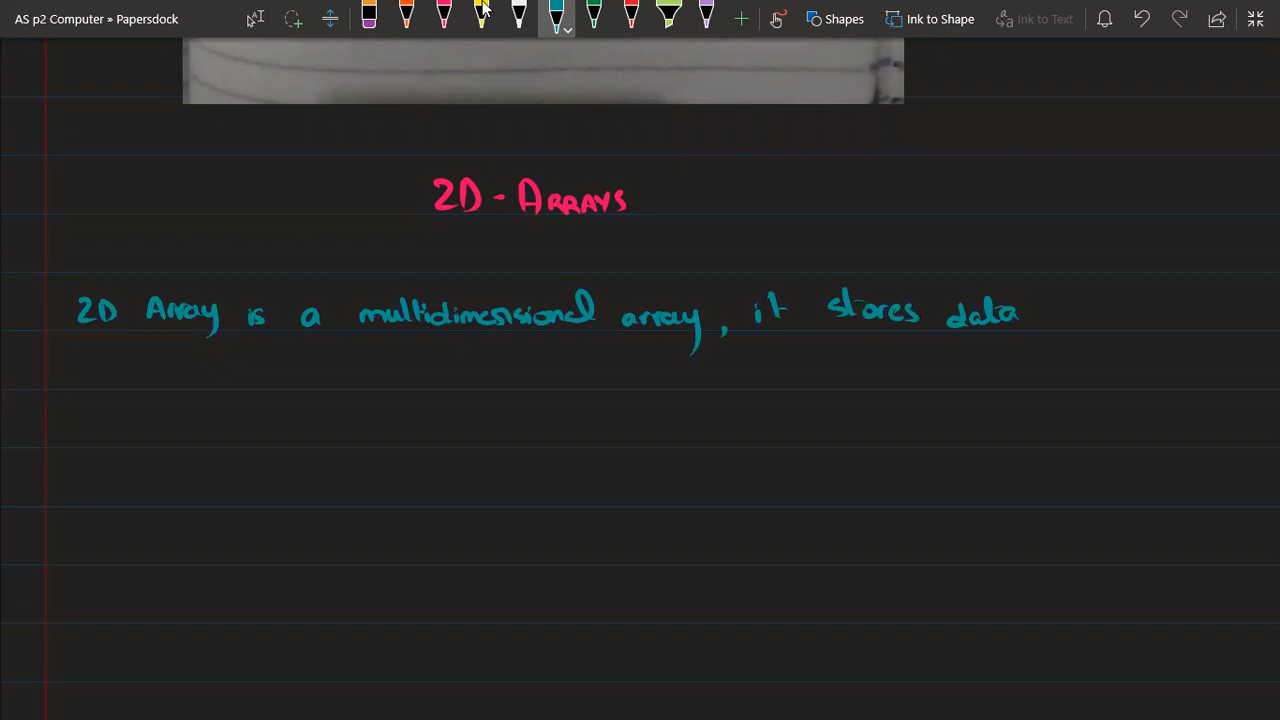 AS p2 Computer » Papersdock
Shapes
Ink to Shape
Ink to Text
2D - ARRAYS
2D Array is a multidimensisional array, it stores data